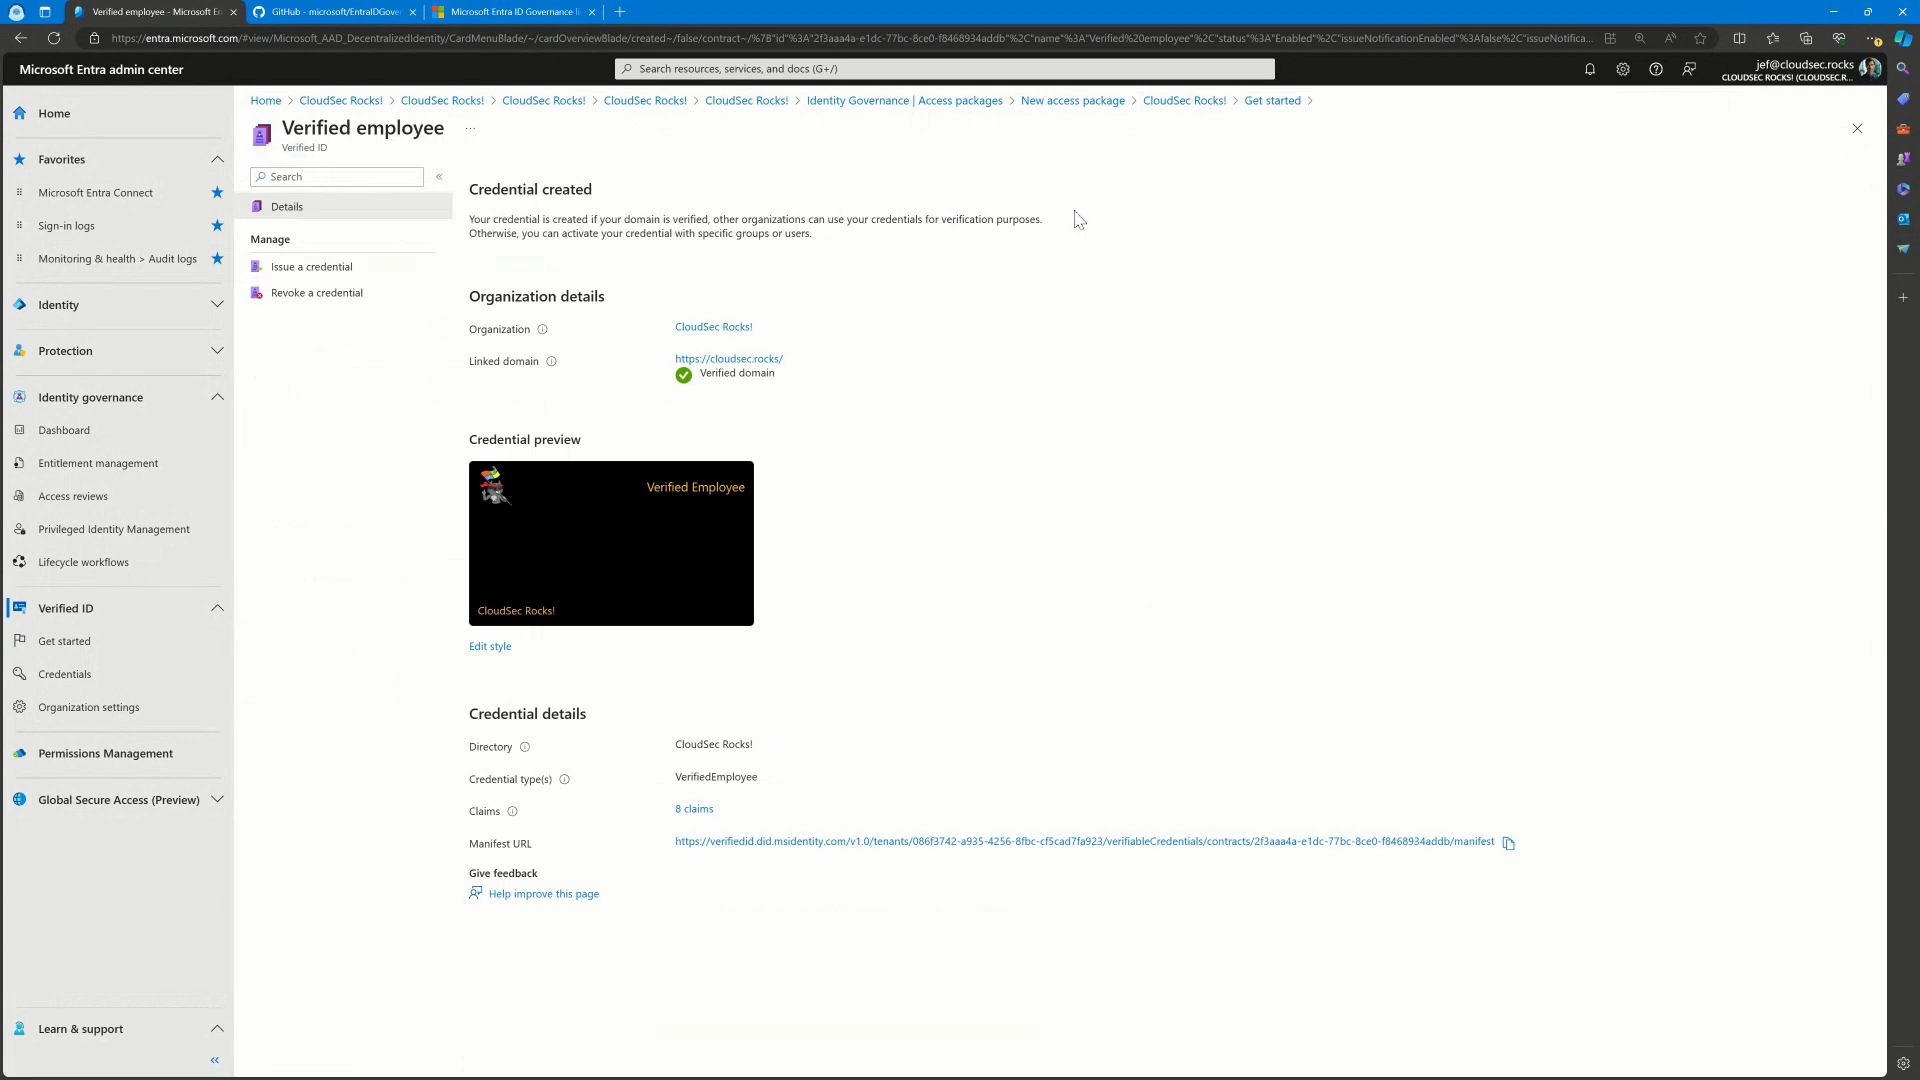 Verified employee - Microsoft En
GitHub - microsoft/EntraIDGover
Microsoft Entra ID Governance li
https://entra.microsoft.com/#view/Microsoft_AAD_DecentralizedIdentity/CardMenuBlade/~/cardOverviewBlade/created~/false/contract~/%7B"id"%3A"2f3aaa4a-e1dc-77bc-8ce0-f8468934addb"%2C"name"%3A"Verified%20employee"%2C"status"%3A"Enabled"%2C"issueNotificationEnabled"%3Afalse%2C"issueNotifica...
Microsoft Entra admin center
Search resources, services, and docs (G+/)
jef@cloudsec.rocks
CLOUDSEC ROCKS! (CLOUDSEC.R...
Home
CloudSec Rocks!
CloudSec Rocks!
CloudSec Rocks!
CloudSec Rocks!
CloudSec Rocks!
Identity Governance | Access packages
New access package
CloudSec Rocks!
Get started
Home
Favorites
Microsoft Entra Connect
Sign-in logs
Monitoring & health > Audit logs
Identity
Protection
Identity governance
Dashboard
Entitlement management
Access reviews
Privileged Identity Management
Lifecycle workflows
Verified ID
Get started
Credentials
Organization settings
Permissions Management
Global Secure Access (Preview)
Learn & support
Verified employee
...
Verified ID
Search
Details
Manage
Issue a credential
Revoke a credential
Credential created
Your credential is created if your domain is verified, other organizations can use your credentials for verification purposes.
Otherwise, you can activate your credential with specific groups or users.
Organization details
Organization
CloudSec Rocks!
Linked domain
https://cloudsec.rocks/
Verified domain
Credential preview
Verified Employee
CloudSec Rocks!
Edit style
Credential details
Directory
CloudSec Rocks!
Credential type(s)
VerifiedEmployee
Claims
8 claims
Manifest URL
https://verifiedid.did.msidentity.com/v1.0/tenants/086f3742-a935-4256-8fbc-cf5cad7fa923/verifiableCredentials/contracts/2f3aaa4a-e1dc-77bc-8ce0-f8468934addb/manifest
Give feedback
Help improve this page